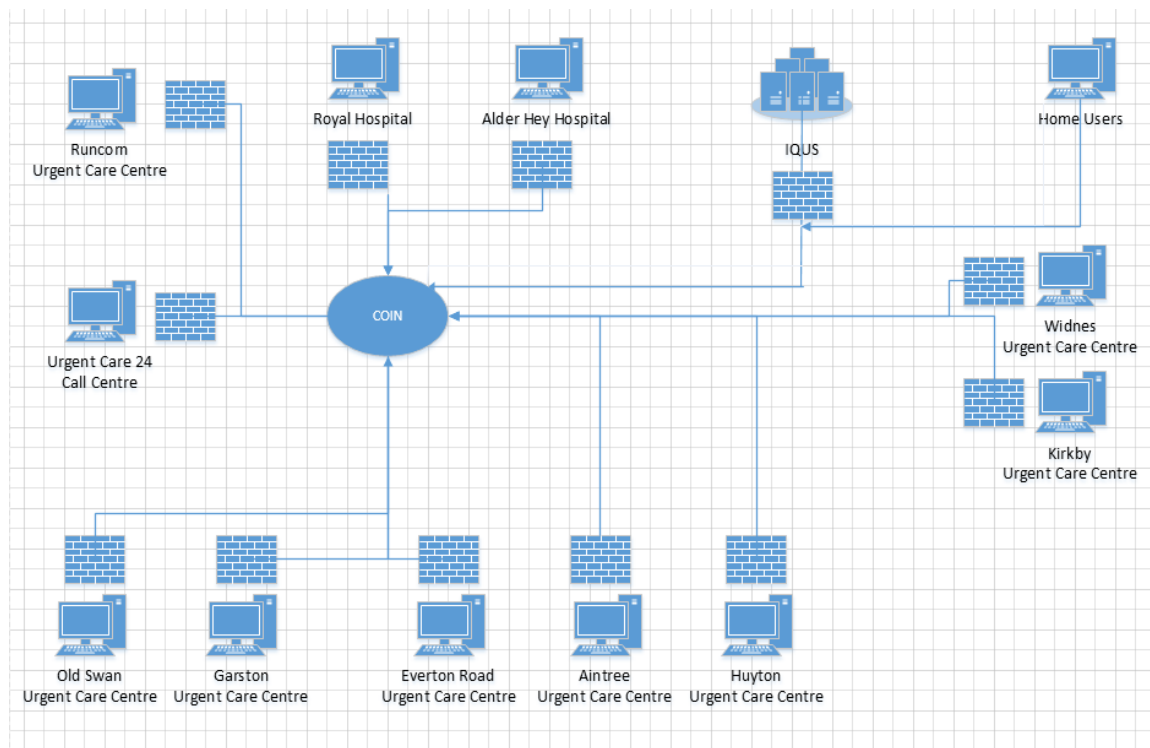 Royal Hospital
Alder Hey Hospital
IQUS
Home Users
Runcorn
Urgent Care Centre
COIN
Widnes
Urgent Care Centre
Urgent Care 24
Call Centre
Kirkby
Urgent Care Centre
Old Swan
Urgent Care Centre
Garston
Urgent Care Centre
Everton Road
Urgent Care Centre
Aintree
Urgent Care Centre
Huyton
Urgent Care Centre